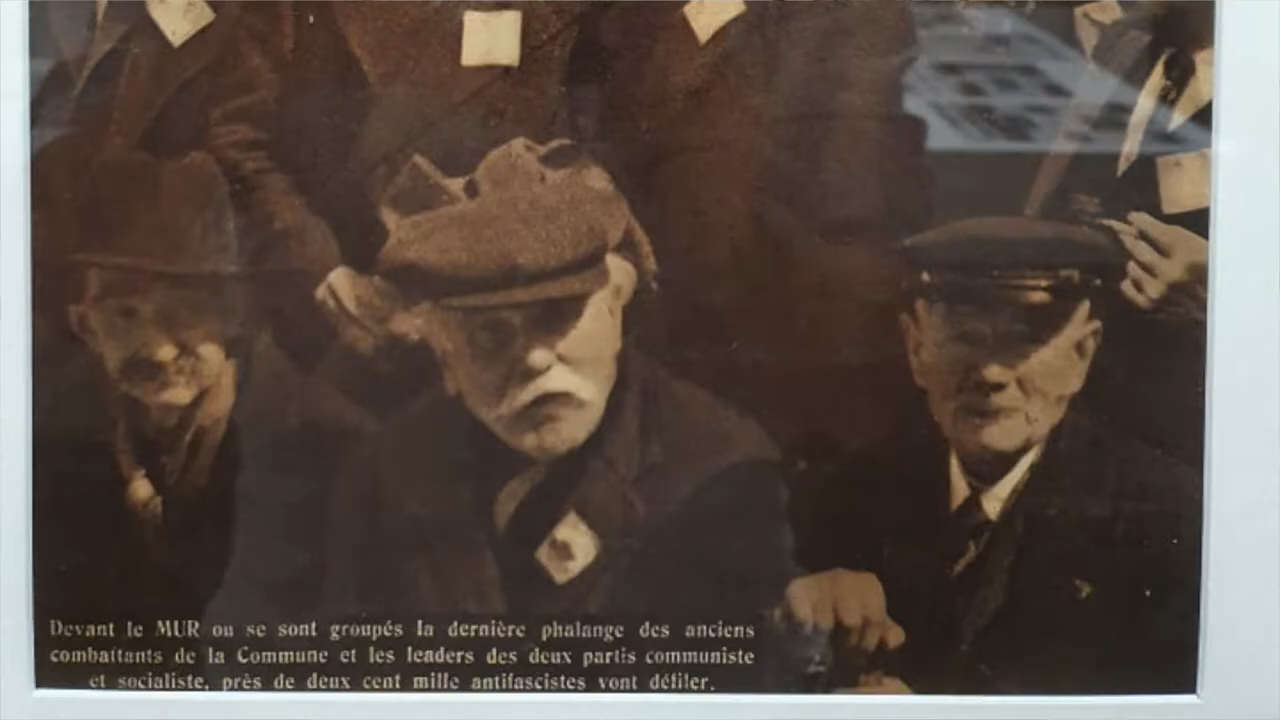 Devant le MUR ou se sont groupés la dernière phalange des anciens
combattants de la Commune et les leaders des deux partis communiste
et socialiste, près de deux cent mille antifascistes vont défiler.